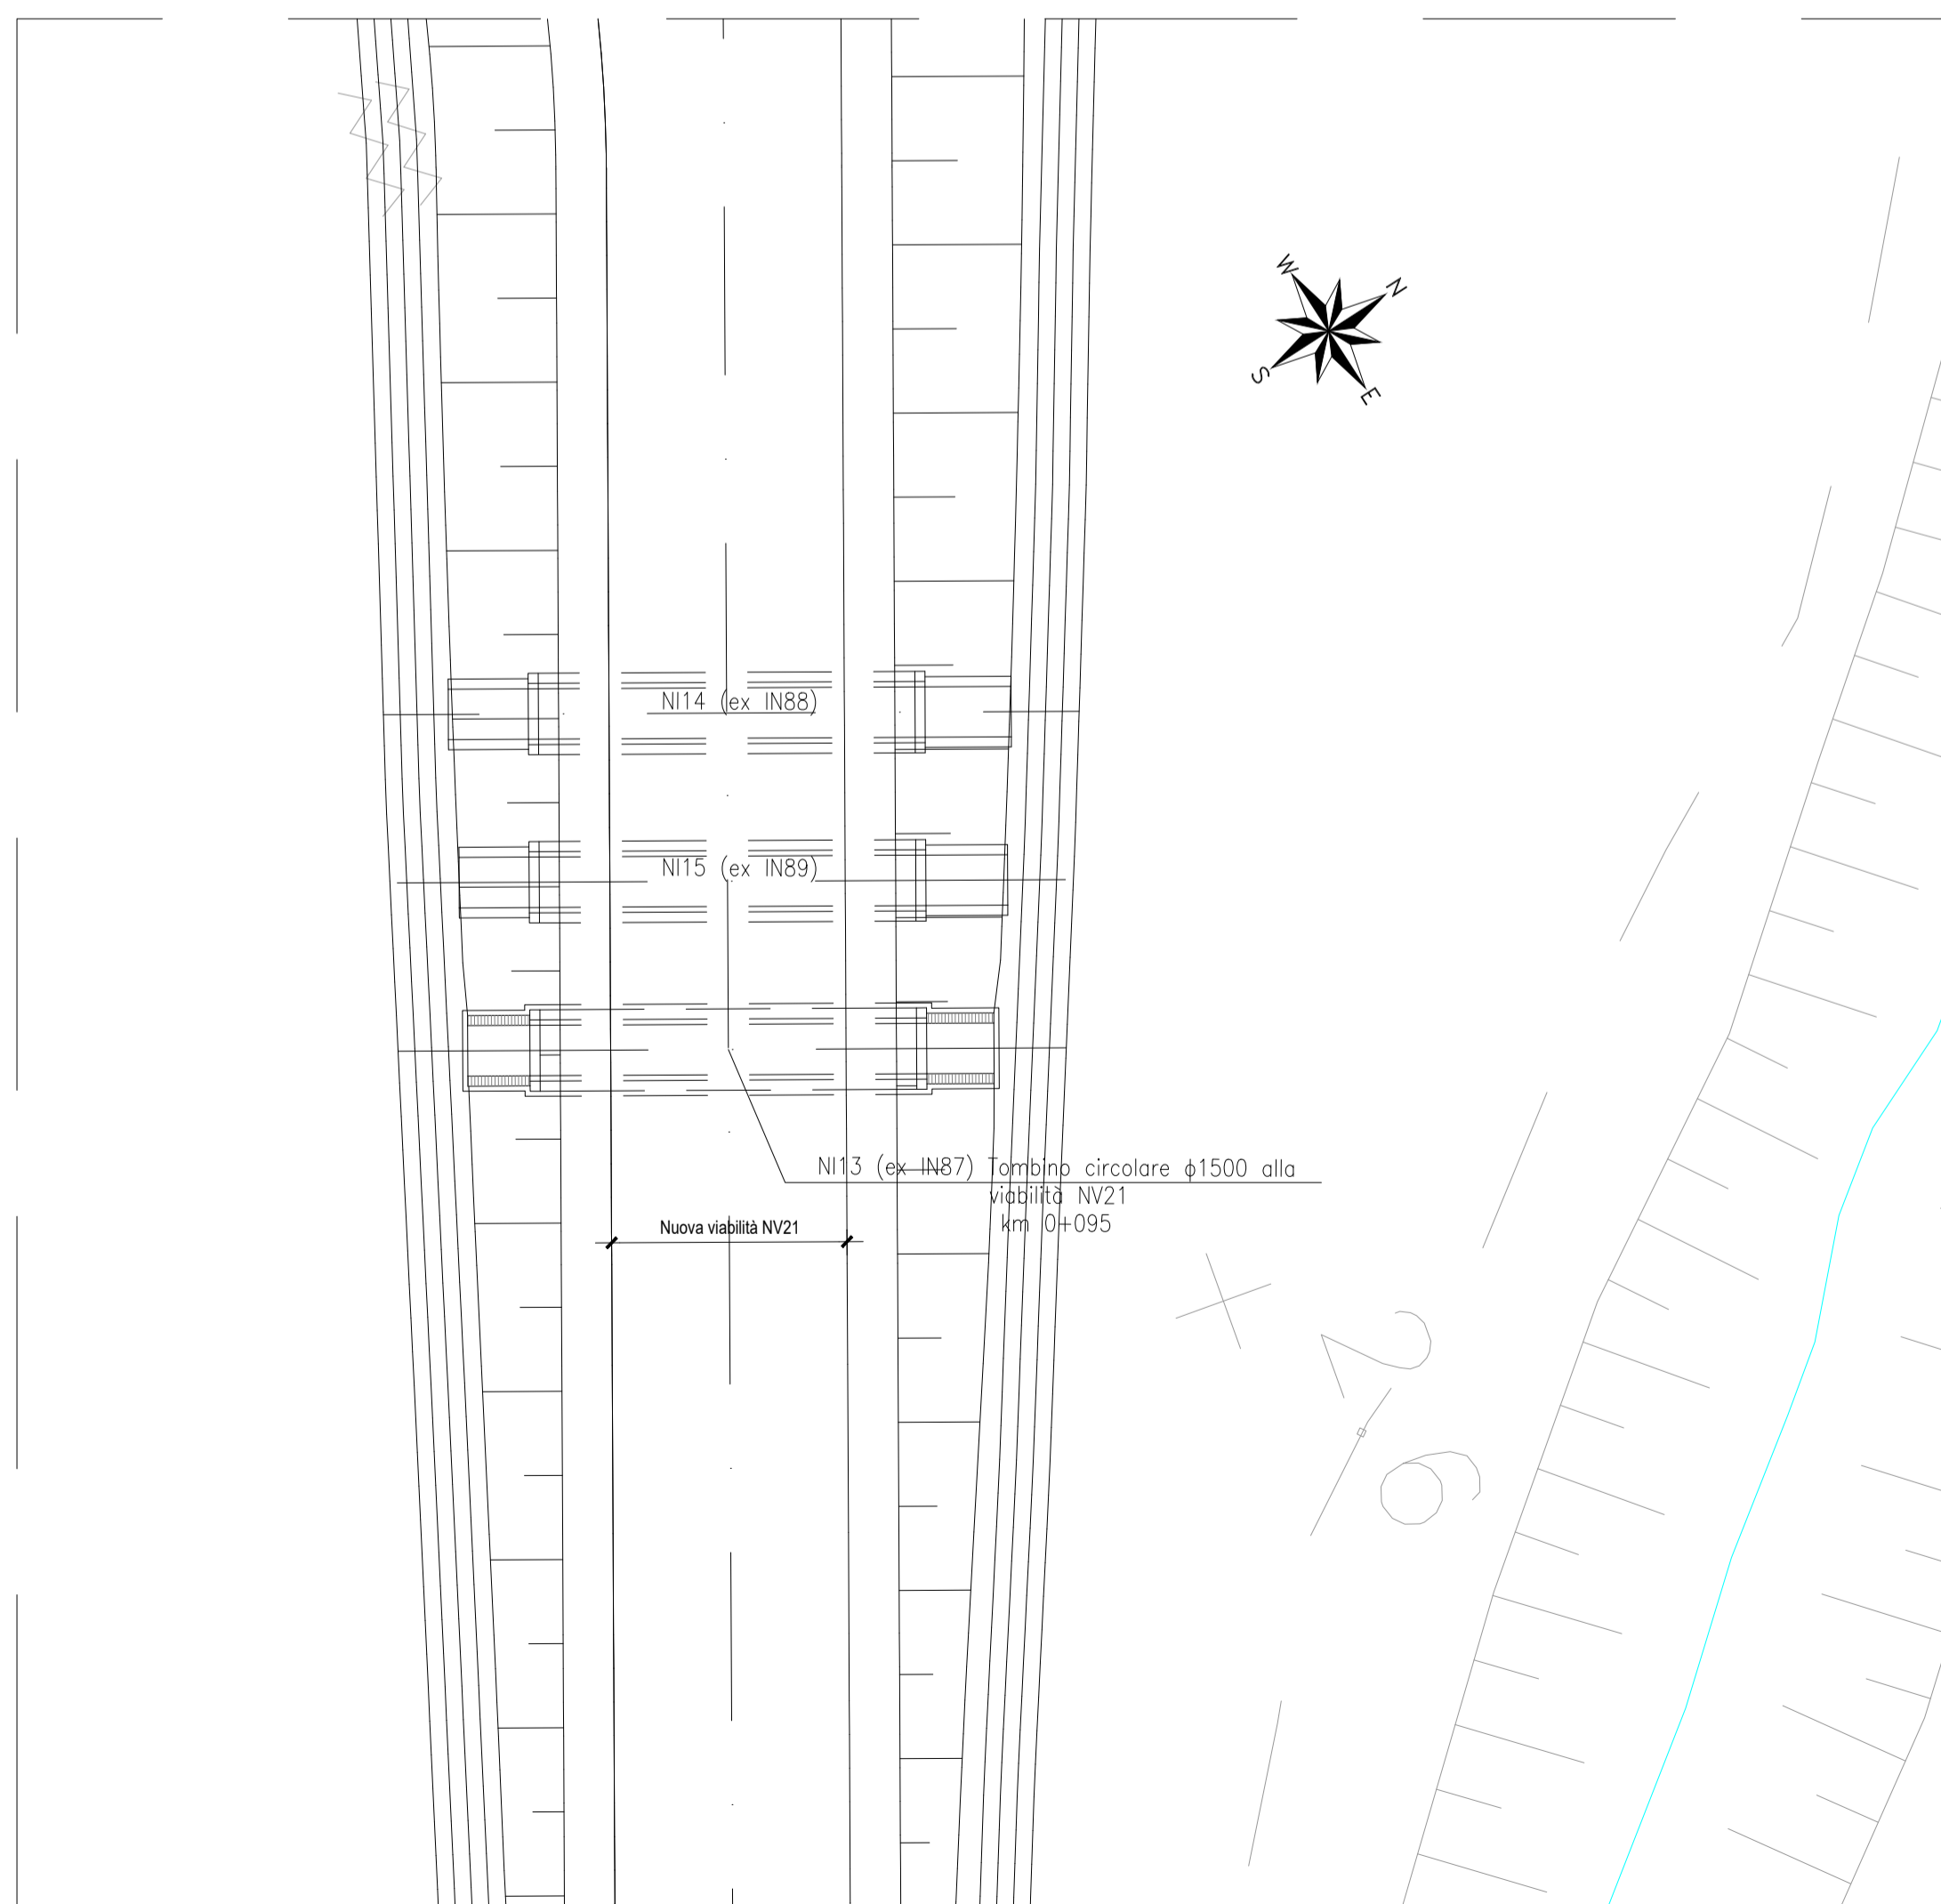 W
N
S
E
NI14 (ex IN88)
NI15 (ex IN89)
NI13 (ex IN87) Tombino circolare ϕ1500 alla
viabilità NV21
km 0+095
Nuova viabilità NV21